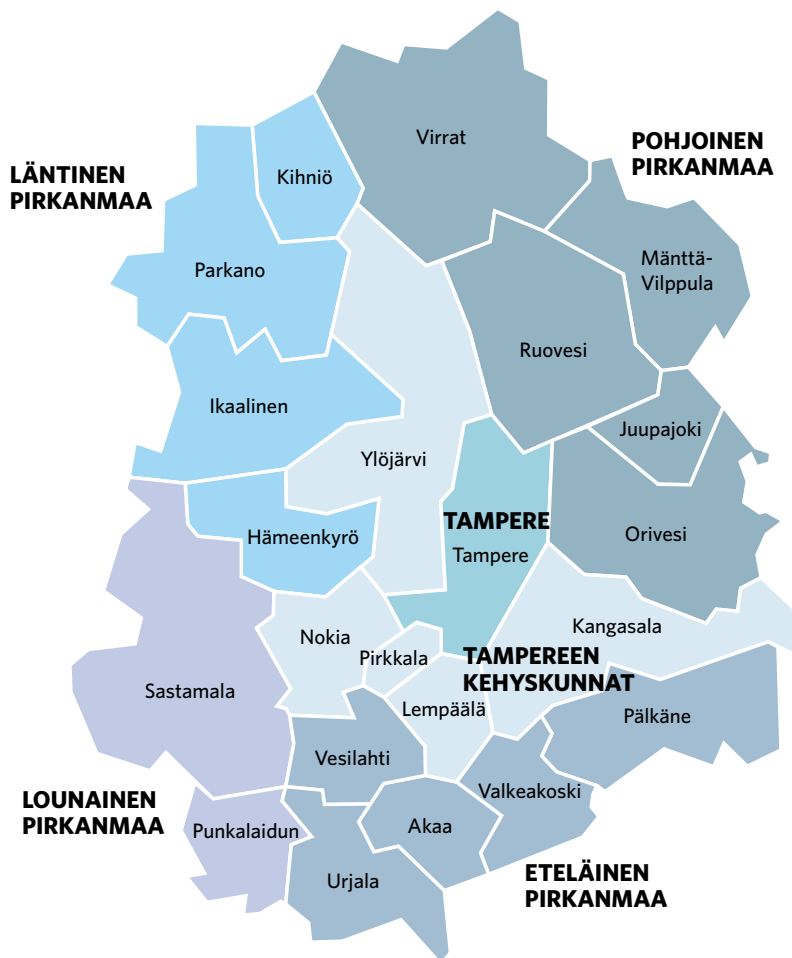 Virrat
POHJOINEN
PIRKANMAA
LÄNTINEN
PIRKANMAA
Kihniö
Parkano
Mänttä-
Vilppula
Ruovesi
Ikaalinen
Juupajoki
Ylöjärvi
TAMPERE
Tampere
Hämeenkyrö
Orivesi
Nokia
Kangasala
Pirkkala
TAMPEREEN
KEHYSKUNNAT
Sastamala
Lempäälä
Pälkäne
Vesilahti
Valkeakoski
LOUNAINEN
PIRKANMAA
Punkalaidun
Akaa
Urjala
ETELÄINEN
PIRKANMAA